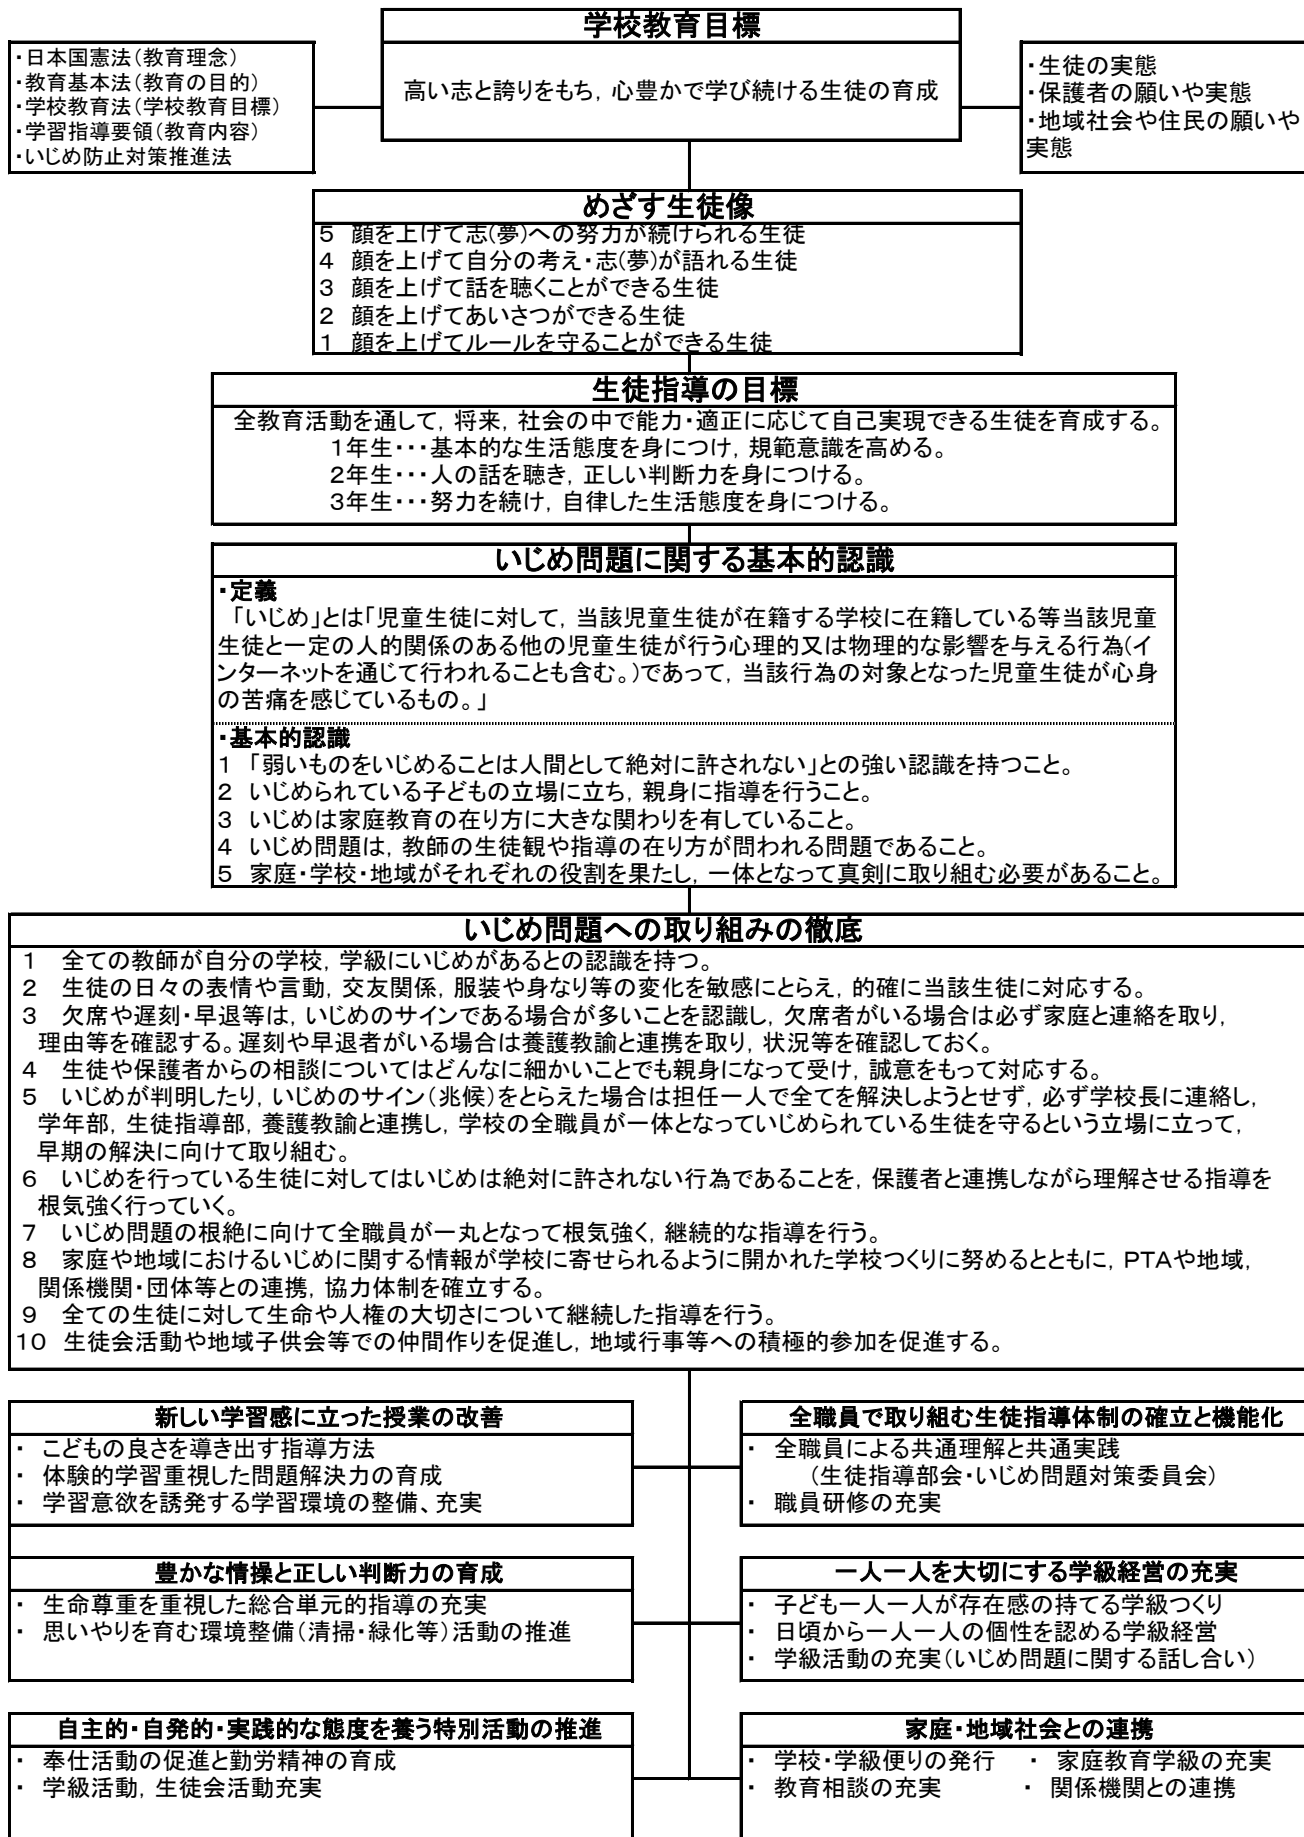 学校教育目標
高い志と誇りをもち，心豊かで学び続ける生徒の育成
・日本国憲法（教育理念）
・教育基本法（教育の目的）
・学校教育法（学校教育目標）
・学習指導要領（教育内容）
・いじめ防止対策推進法
・生徒の実態
・保護者の願いや実態
・地域社会や住民の願いや
実態
めざす生徒像
５　顔を上げて志(夢)への努力が続けられる生徒
４　顔を上げて自分の考え・志(夢)が語れる生徒
３　顔を上げて話を聴くことができる生徒
２　顔を上げてあいさつができる生徒
１　顔を上げてルールを守ることができる生徒
生徒指導の目標
全教育活動を通して，将来，社会の中で能力・適正に応じて自己実現できる生徒を育成する。
１年生・・・基本的な生活態度を身につけ，規範意識を高める。
２年生・・・人の話を聴き，正しい判断力を身につける。
３年生・・・努力を続け，自律した生活態度を身につける。
いじめ問題に関する基本的認識
・定義
「いじめ」とは「児童生徒に対して，当該児童生徒が在籍する学校に在籍している等当該児童
生徒と一定の人的関係のある他の児童生徒が行う心理的又は物理的な影響を与える行為（イ
ンターネットを通じて行われることも含む。）であって，当該行為の対象となった児童生徒が心身
の苦痛を感じているもの。」
・基本的認識
１　「弱いものをいじめることは人間として絶対に許されない」との強い認識を持つこと。
２　いじめられている子どもの立場に立ち，親身に指導を行うこと。
３　いじめは家庭教育の在り方に大きな関わりを有していること。
４　いじめ問題は，教師の生徒観や指導の在り方が問われる問題であること。
５　家庭・学校・地域がそれぞれの役割を果たし，一体となって真剣に取り組む必要があること。
いじめ問題への取り組みの徹底
１　全ての教師が自分の学校，学級にいじめがあるとの認識を持つ。
２　生徒の日々の表情や言動，交友関係，服装や身なり等の変化を敏感にとらえ，的確に当該生徒に対応する。
３　欠席や遅刻・早退等は，いじめのサインである場合が多いことを認識し，欠席者がいる場合は必ず家庭と連絡を取り，
理由等を確認する。遅刻や早退者がいる場合は養護教諭と連携を取り，状況等を確認しておく。
４　生徒や保護者からの相談についてはどんなに細かいことでも親身になって受け，誠意をもって対応する。
５　いじめが判明したり，いじめのサイン（兆候）をとらえた場合は担任一人で全てを解決しようとせず，必ず学校長に連絡し，
学年部，生徒指導部，養護教諭と連携し，学校の全職員が一体となっていじめられている生徒を守るという立場に立って，
早期の解決に向けて取り組む。
６　いじめを行っている生徒に対してはいじめは絶対に許されない行為であることを，保護者と連携しながら理解させる指導を
根気強く行っていく。
７　いじめ問題の根絶に向けて全職員が一丸となって根気強く，継続的な指導を行う。
８　家庭や地域におけるいじめに関する情報が学校に寄せられるように開かれた学校つくりに努めるとともに，ＰＴＡや地域，
関係機関・団体等との連携，協力体制を確立する。
９　全ての生徒に対して生命や人権の大切さについて継続した指導を行う。
１０　生徒会活動や地域子供会等での仲間作りを促進し，地域行事等への積極的参加を促進する。
新しい学習感に立った授業の改善
・　こどもの良さを導き出す指導方法
・　体験的学習重視した問題解決力の育成
・　学習意欲を誘発する学習環境の整備、充実
全職員で取り組む生徒指導体制の確立と機能化
・　全職員による共通理解と共通実践
（生徒指導部会・いじめ問題対策委員会）
・　職員研修の充実
豊かな情操と正しい判断力の育成
・　生命尊重を重視した総合単元的指導の充実
・　思いやりを育む環境整備（清掃・緑化等）活動の推進
一人一人を大切にする学級経営の充実
・　子ども一人一人が存在感の持てる学級つくり
・　日頃から一人一人の個性を認める学級経営
・　学級活動の充実（いじめ問題に関する話し合い）
自主的・自発的・実践的な態度を養う特別活動の推進
・　奉仕活動の促進と勤労精神の育成
・　学級活動，生徒会活動充実
家庭・地域社会との連携
・　学校・学級便りの発行　・　家庭教育学級の充実
・　教育相談の充実　・　関係機関との連携